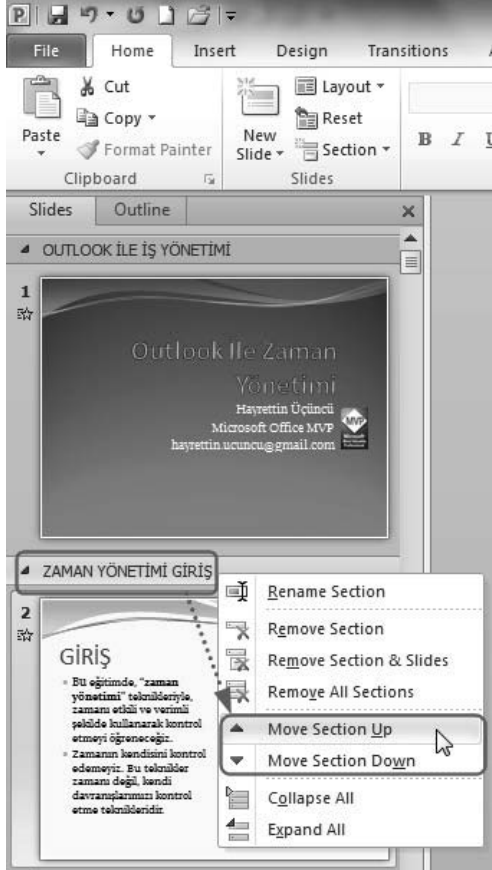 File Home Insert Design Transitions A
Cut
Copy
Format Painter
Paste
Clipboard
New
Slide
Layout
Reset
Section
Slides
B I U
Slides Outline
OUTLOOK İLE İŞ YÖNETİMİ
1
Outlook Ile Zaman
Yönetimi
Hayrettin Üçüncü
Microsoft Office MVP
hayrettin.ucuncu@gmail.com
MVP
ZAMAN YÖNETİMİ GİRİŞ
2
GİRİŞ
Bu eğitimde, "zaman
yönetimi" teknikleriyle,
zamanı etkili ve verimli
şekilde kullanarak kontrol
etmeyi öğreneceğiz.
Zamanın kendisini kontrol
edemeyiz. Bu teknikler
zamanı değil, kendi
davranışlarımızı kontrol
etme teknikleridir.
Rename Section
Remove Section
Remove Section & Slides
Remove All Sections
Move Section Up
Move Section Down
Collapse All
Expand All